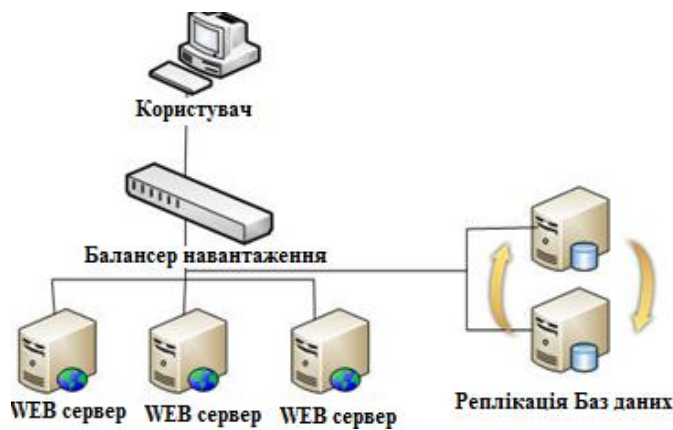 Користувач
Балансер навантаження
WEB сервер
WEB сервер
WEB сервер
Реплікація Баз даних